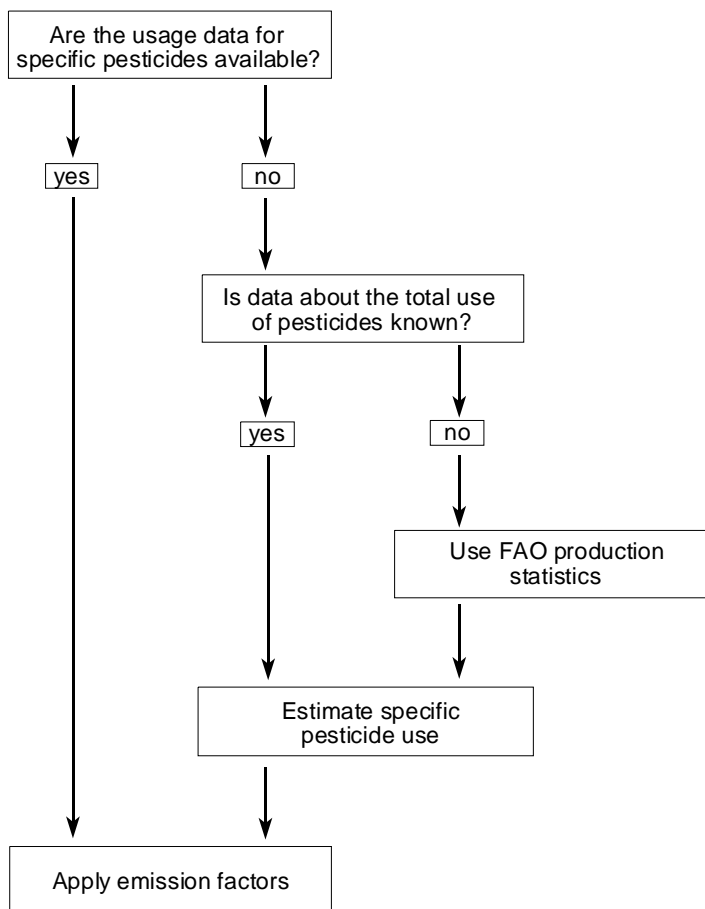 Are the usage data for
specific pesticides available?
yes
no
Is data about the total use
of pesticides known?
yes
no
Use FAO production
statistics
Estimate specific
pesticide use
Apply emission factors